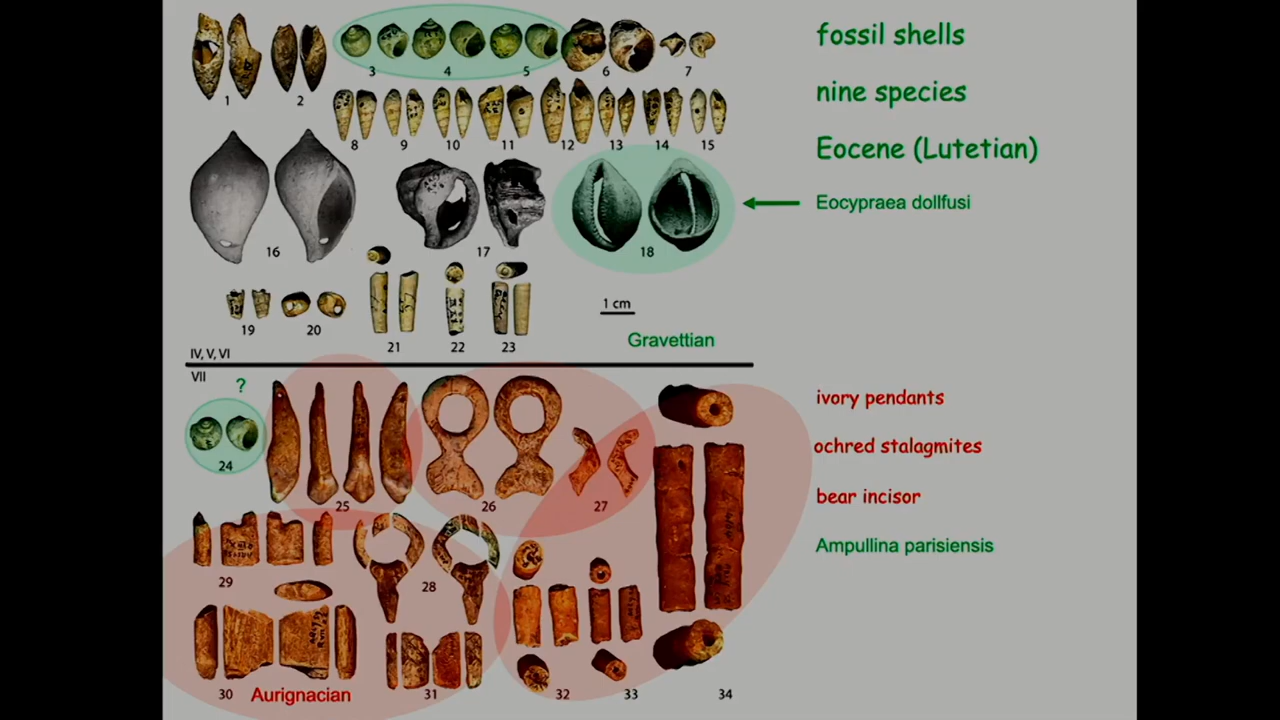 fossil shells
nine species
Eocene (Lutetian)
Eocypraea dollfusi
1 2 3 4 5 6 7
8 9 10 11 12 13 14 15
16 17 18
1 cm
19 20 21 22 23
Gravettian
IV, V, VI
VII
?
24 25 26 27
ivory pendants
ochred stalagmites
bear incisor
Ampullina parisiensis
29 28
30 Aurignacian 31 32 33 34